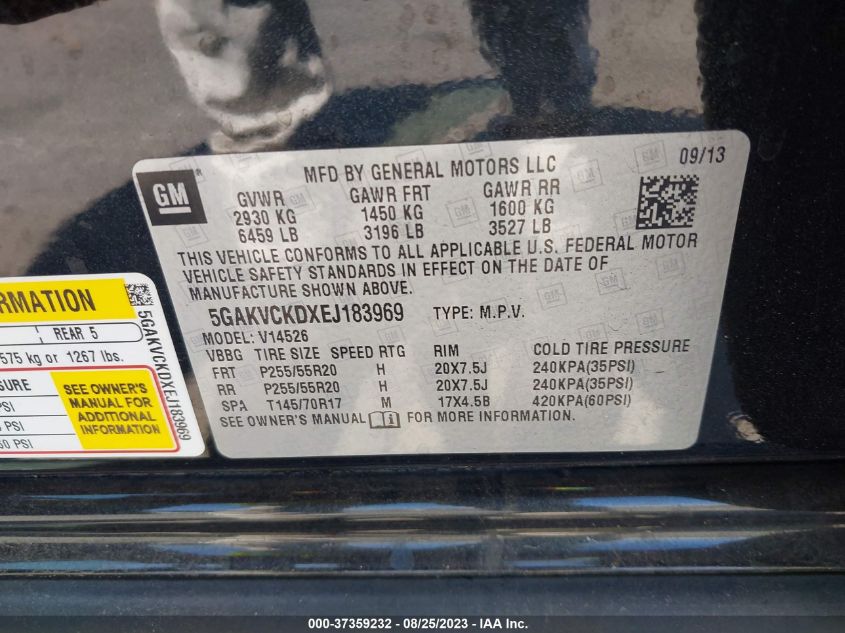 GM
MFD BY GENERAL MOTORS LLC
09/13
GVWR GAWR FRT GAWR RR
2930 KG 1450 KG 1600 KG
6459 LB 3196 LB 3527 LB
THIS VEHICLE CONFORMS TO ALL APPLICABLE U.S. FEDERAL MOTOR
VEHICLE SAFETY STANDARDS IN EFFECT ON THE DATE OF
MANUFACTURE SHOWN ABOVE.
5GAKVCKDXEJ183969 TYPE: M.P.V.
MODEL: V14526
VBBG TIRE SIZE SPEED RTG RIM COLD TIRE PRESSURE
FRT P255/55R20 H 20X7.5J 240KPA(35PSI)
RR P255/55R20 H 20X7.5J 240KPA(35PSI)
SPA T145/70R17 M 17X4.5B 420KPA(60PSI)
SEE OWNER'S MANUAL FOR MORE INFORMATION.
REAR 5
575 kg or 1267 lbs.
SEE OWNER'S
MANUAL FOR
ADDITIONAL
INFORMATION
5GAKVCKDXEJ183969
000-37359232 - 08/25/2023 - IAA Inc.